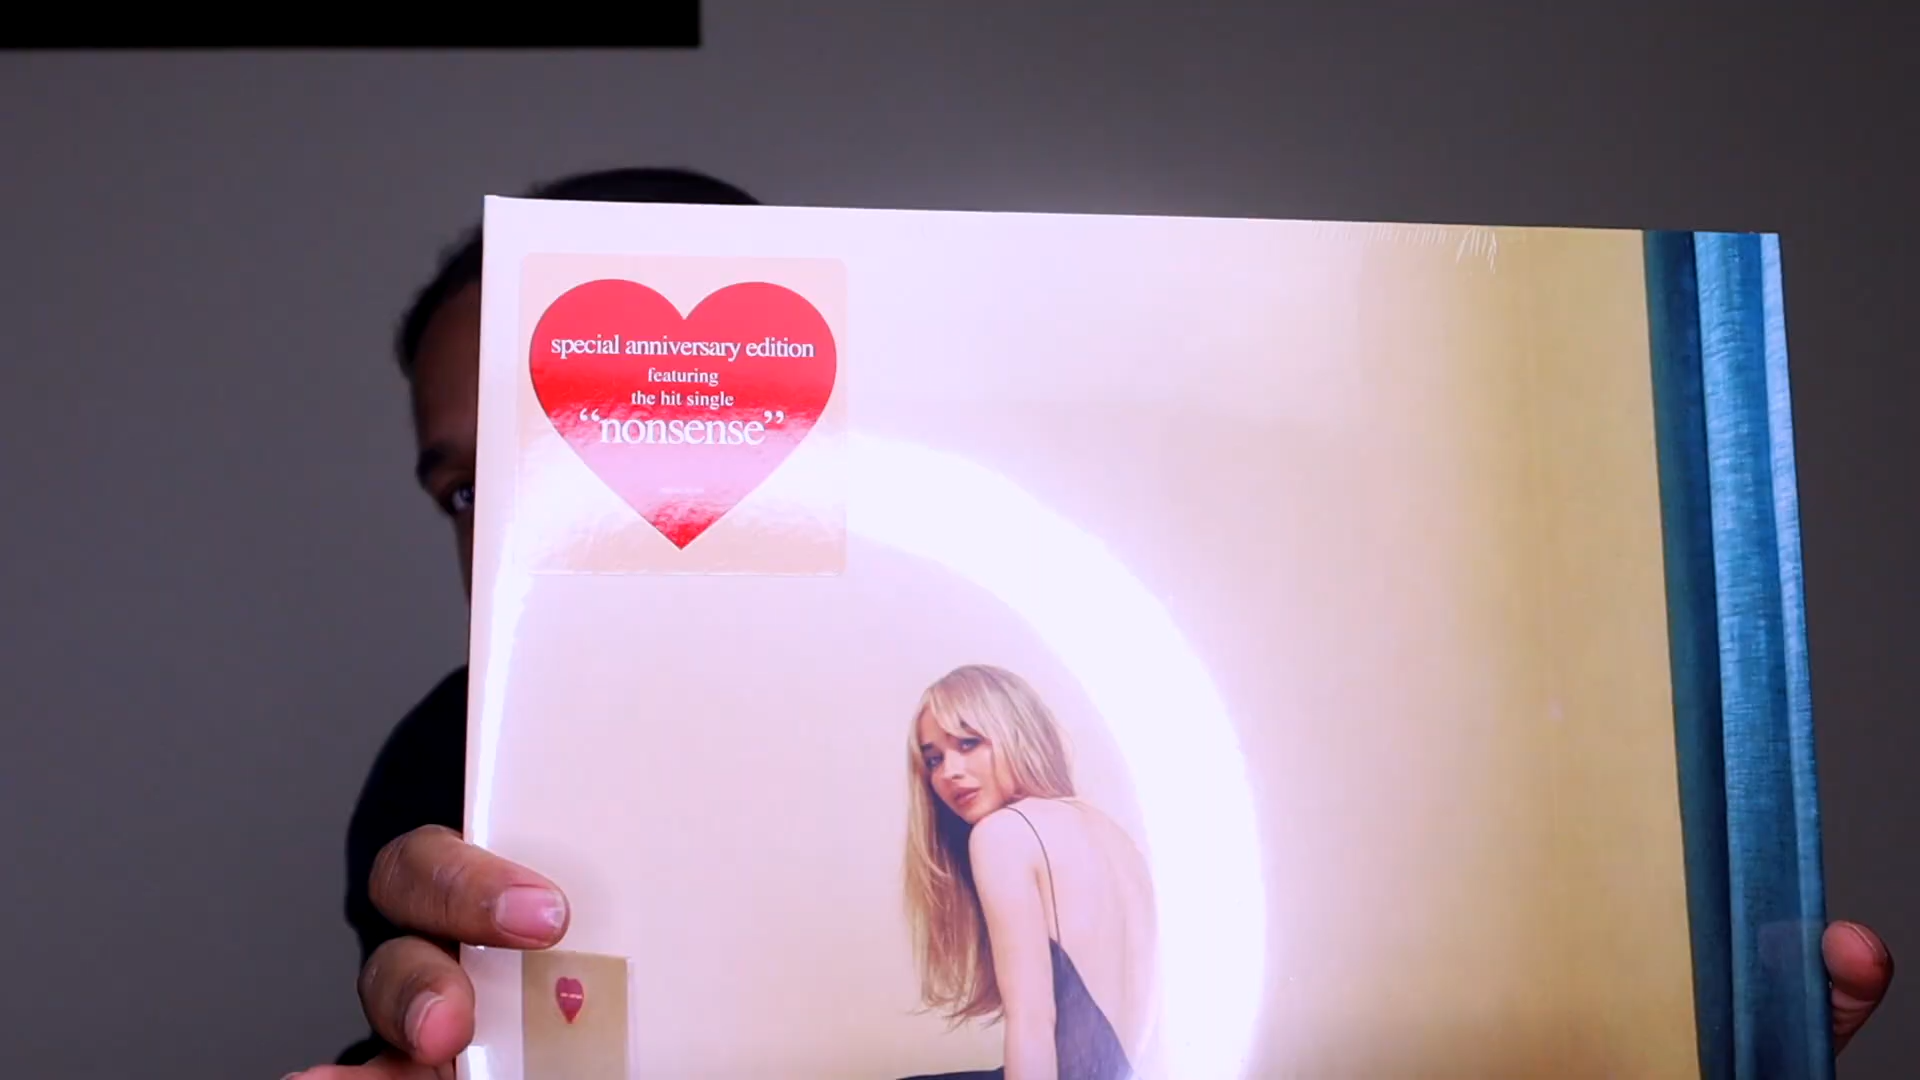 special anniversary edition
featuring
the hit single
“nonsense”